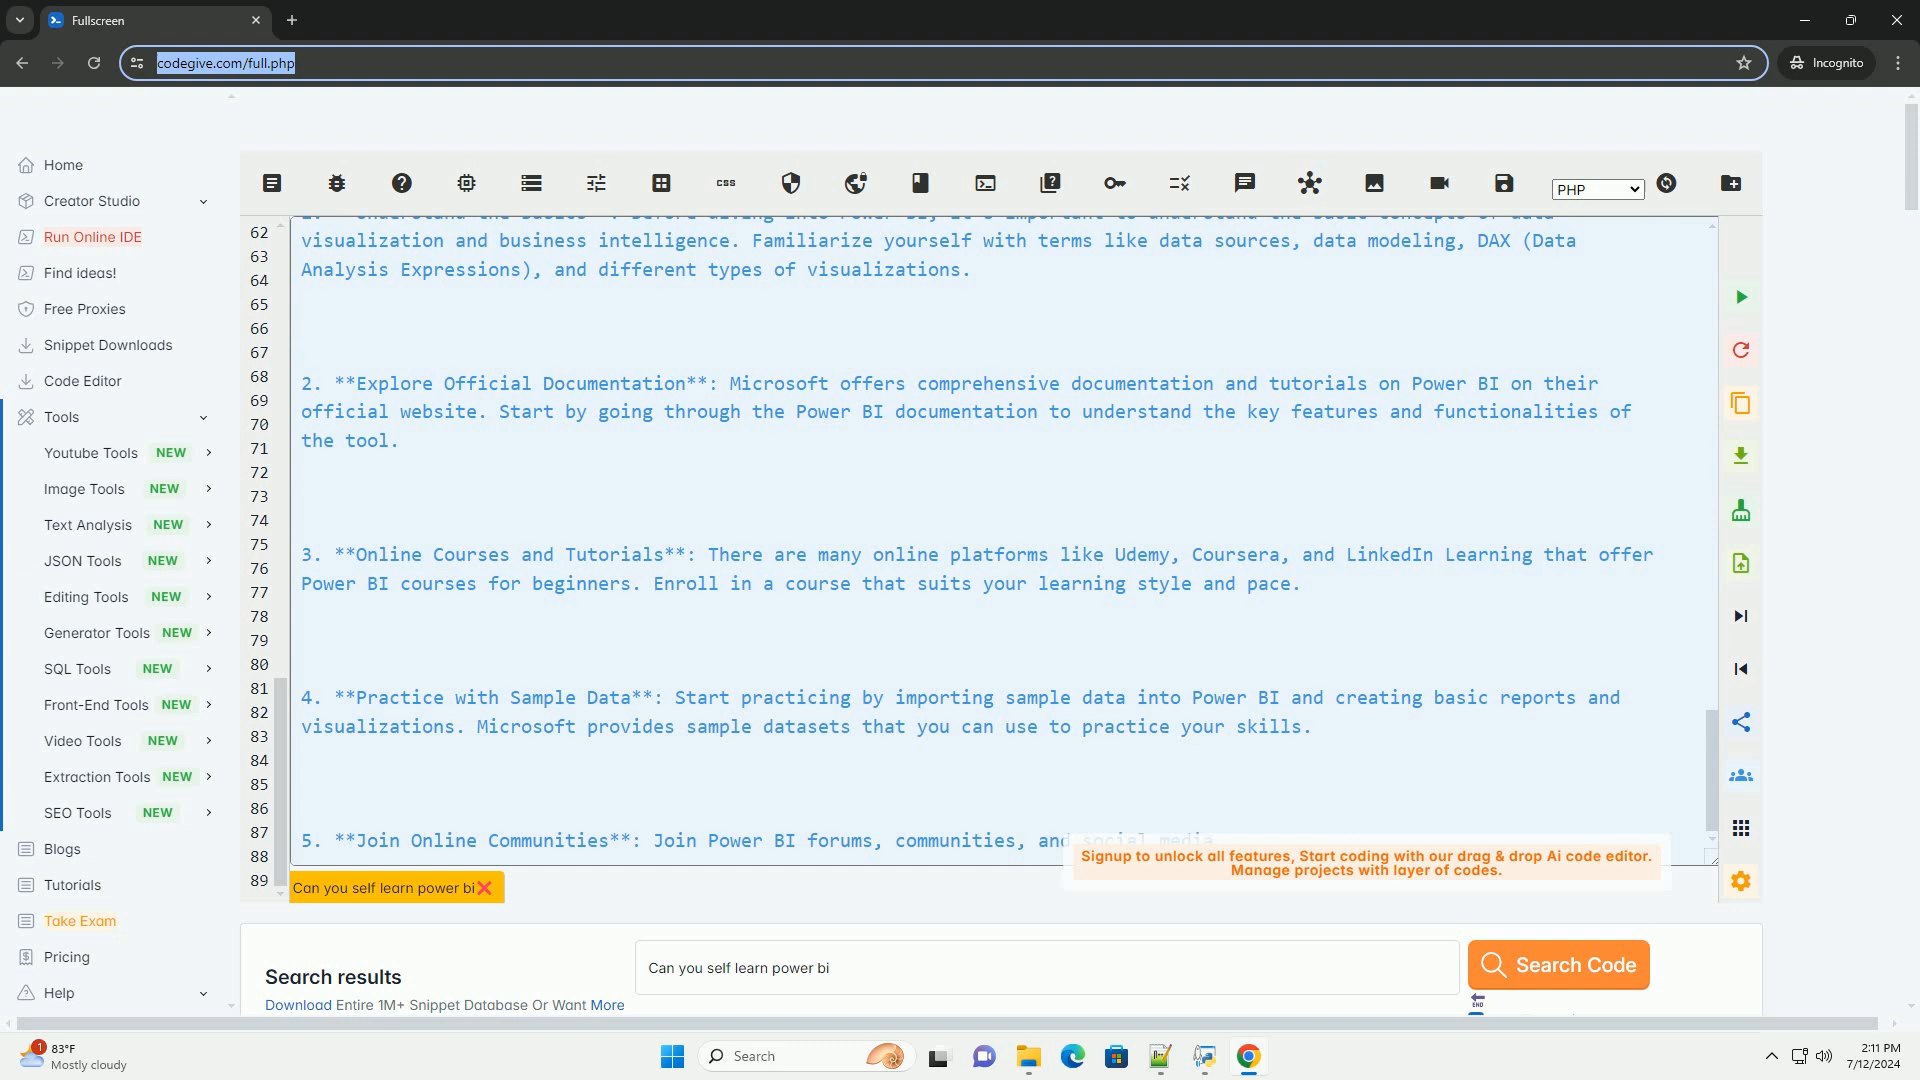 Fullscreen
codegive.com/full.php
Incognito
Home
Creator Studio
Run Online IDE
Find ideas!
Free Proxies
Snippet Downloads
Code Editor
Tools
Youtube Tools NEW
Image Tools NEW
Text Analysis NEW
JSON Tools NEW
Editing Tools NEW
Generator Tools NEW
SQL Tools NEW
Front-End Tools NEW
Video Tools NEW
Extraction Tools NEW
SEO Tools NEW
Blogs
Tutorials
Take Exam
Pricing
Help
css
PHP
62
63
64
65
66
67
68
69
70
71
72
73
74
75
76
77
78
79
80
81
82
83
84
85
86
87
88
89
visualization and business intelligence. Familiarize yourself with terms like data sources, data modeling, DAX (Data
Analysis Expressions), and different types of visualizations.
2. **Explore Official Documentation**: Microsoft offers comprehensive documentation and tutorials on Power BI on their
official website. Start by going through the Power BI documentation to understand the key features and functionalities of
the tool.
3. **Online Courses and Tutorials**: There are many online platforms like Udemy, Coursera, and LinkedIn Learning that offer
Power BI courses for beginners. Enroll in a course that suits your learning style and pace.
4. **Practice with Sample Data**: Start practicing by importing sample data into Power BI and creating basic reports and
visualizations. Microsoft provides sample datasets that you can use to practice your skills.
5. **Join Online Communities**: Join Power BI forums, communities, and social media
Signup to unlock all features, Start coding with our drag & drop Ai code editor.
Manage projects with layer of codes.
Can you self learn power bi
Search results
Download Entire 1M+ Snippet Database Or Want More
Can you self learn power bi
Search Code
END
1
83°F
Mostly cloudy
Search
2:11 PM
7/12/2024